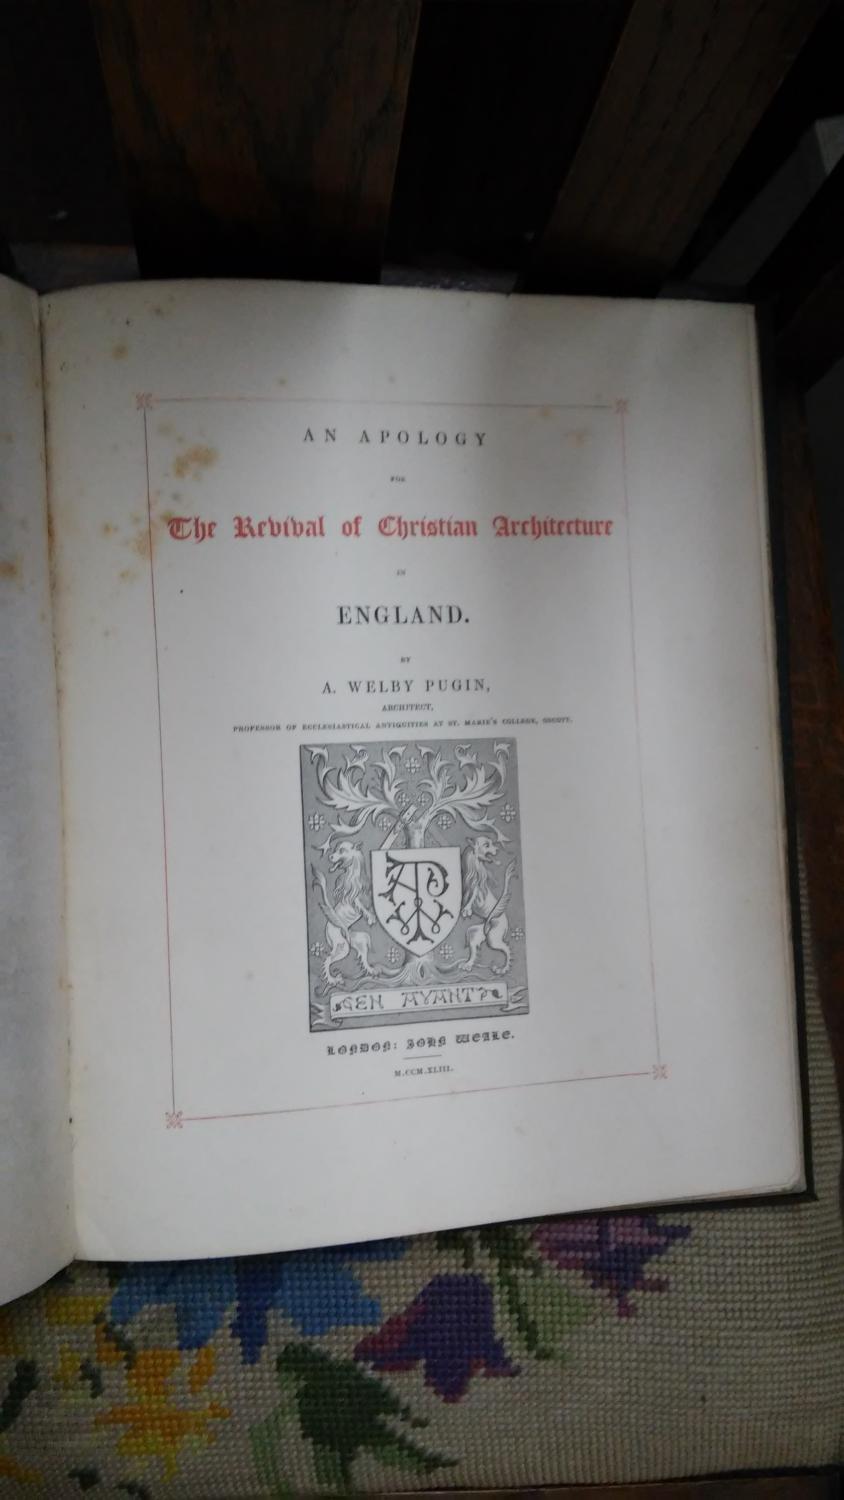 AN APOLOGY
FOR
The Revival of Christian Architecture
IN
ENGLAND.
BY
A. WELBY PUGIN,
ARCHITECT,
PROFESSOR OF ECCLESIASTICAL ANTIQUITIES AT ST. MARIE'S COLLEGE, OSCOTT.
EN AVANT
LONDON: JOHN WEALE.
M.CCM.XLIII.